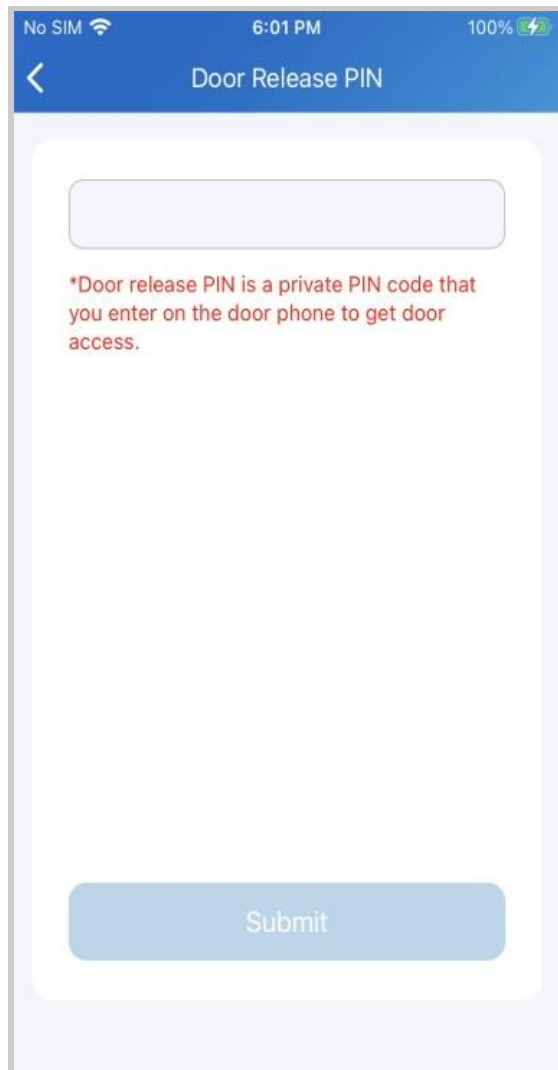 No SIM 6:01 PM 100%
Door Release PIN
*Door release PIN is a private PIN code that
you enter on the door phone to get door
access.
Submit